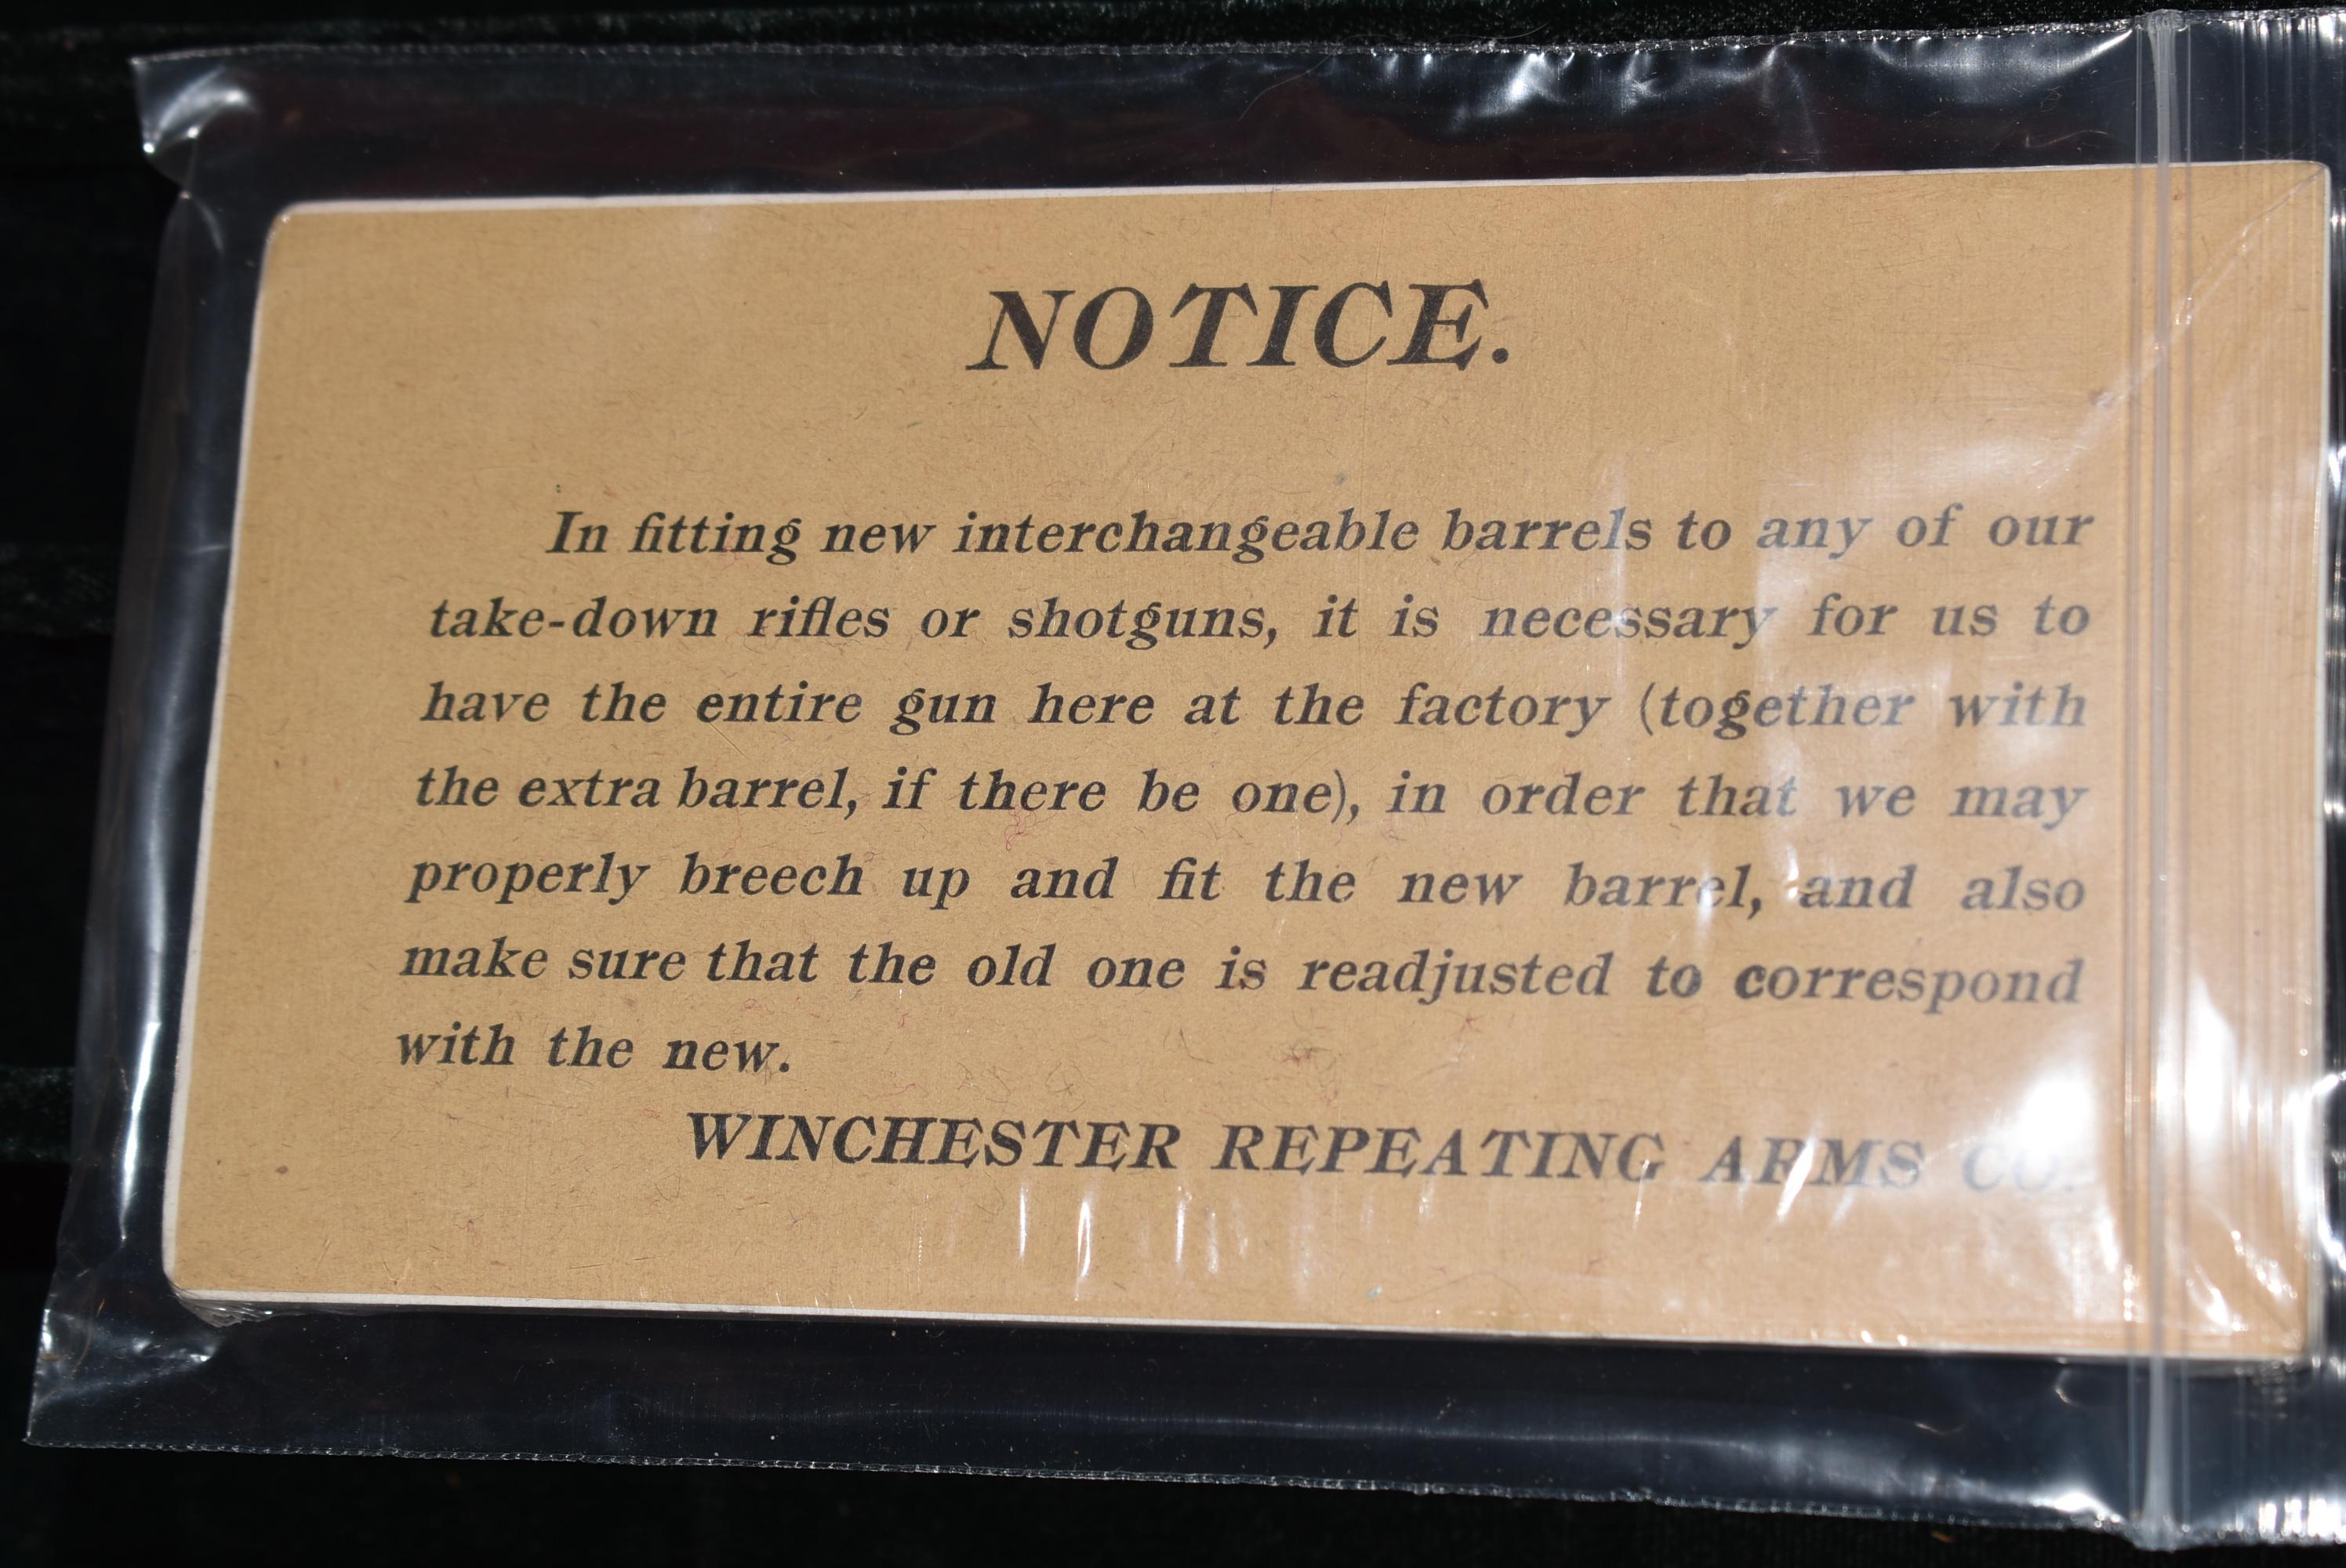 NOTICE.
In fitting new interchangeable barrels to any of our
take-down rifles or shotguns, it is necessary for us to
have the entire gun here at the factory (together with
the extra barrel, if there be one), in order that we may
properly breech up and fit the new barrel, and also
make sure that the old one is readjusted to correspond
with the new.
WINCHESTER REPEATING ARMS CO.